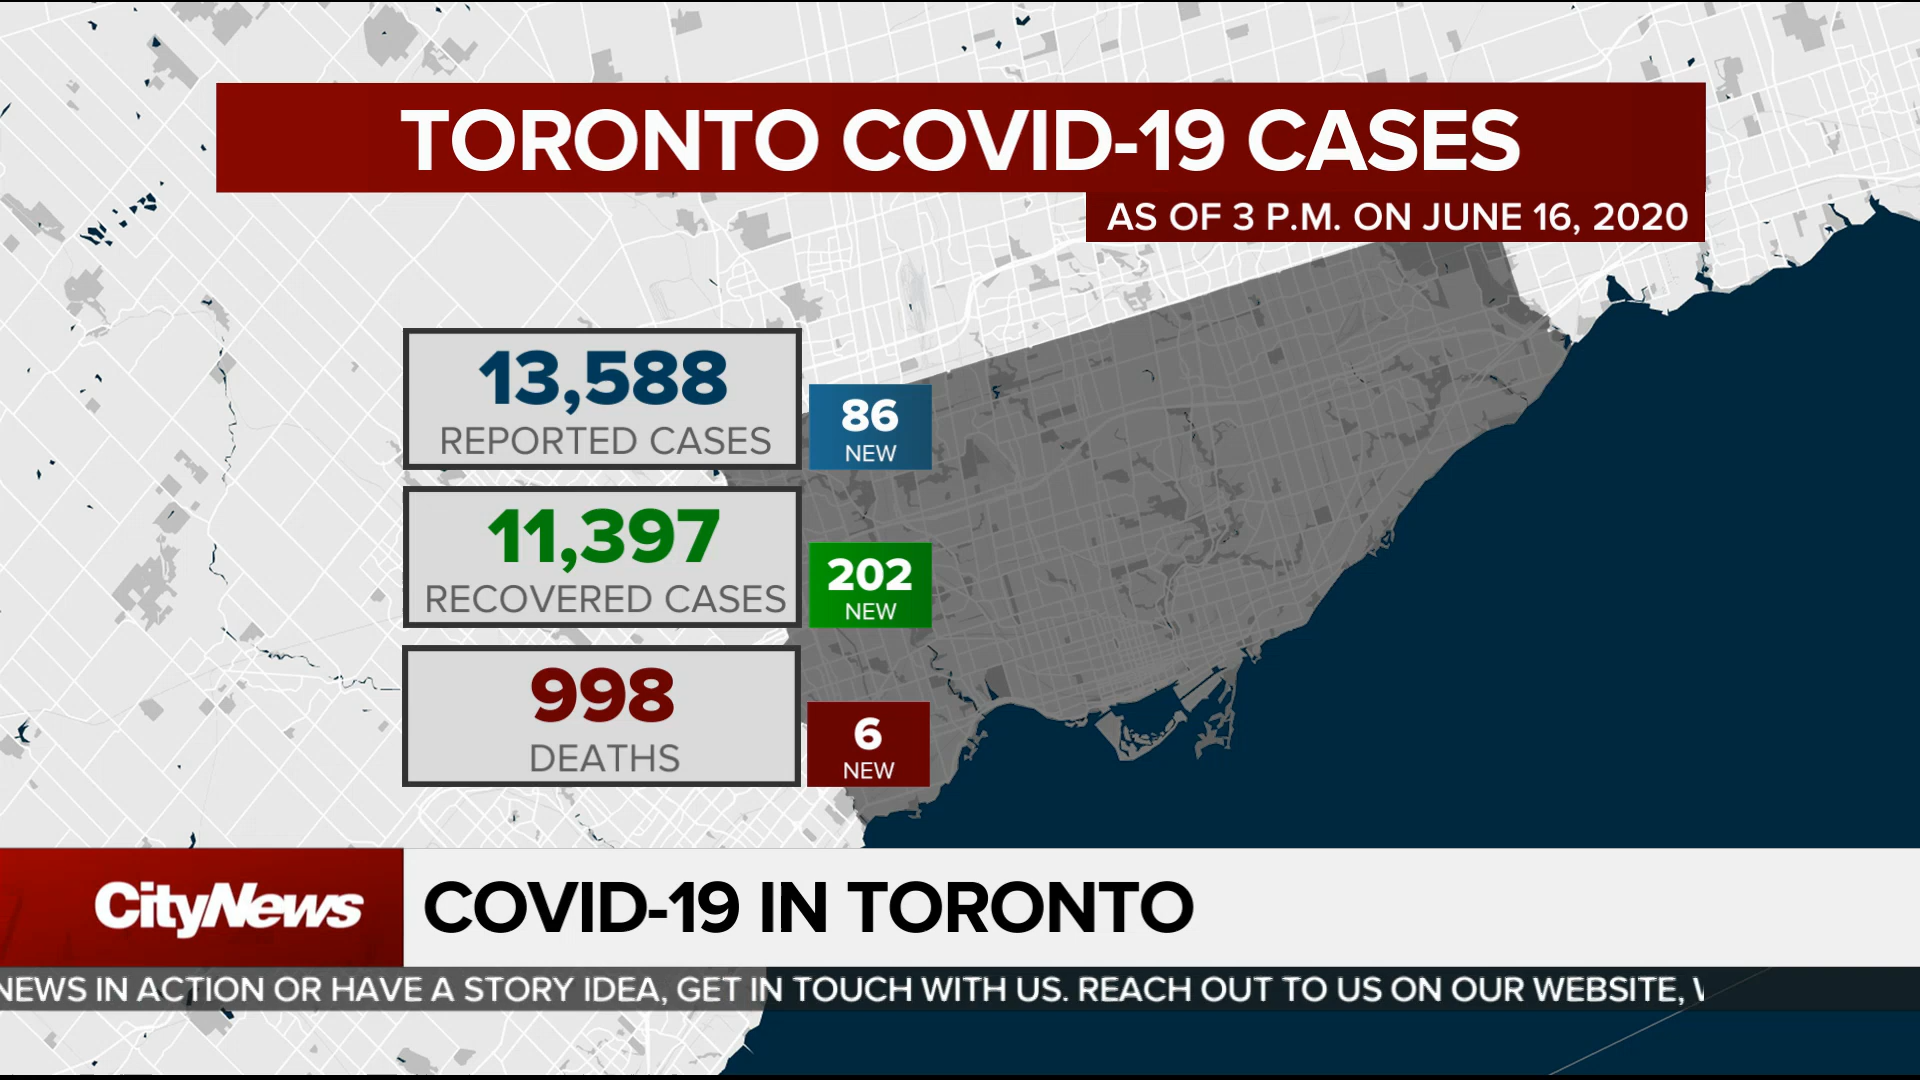 TORONTO COVID-19 CASES
AS OF 3 P.M. ON JUNE 16, 2020
13,588
REPORTED CASES
86
NEW
11,397
RECOVERED CASES
202
NEW
998
DEATHS
6
NEW
CityNews
COVID-19 IN TORONTO
NEWS IN ACTION OR HAVE A STORY IDEA, GET IN TOUCH WITH US. REACH OUT TO US ON OUR WEBSITE,